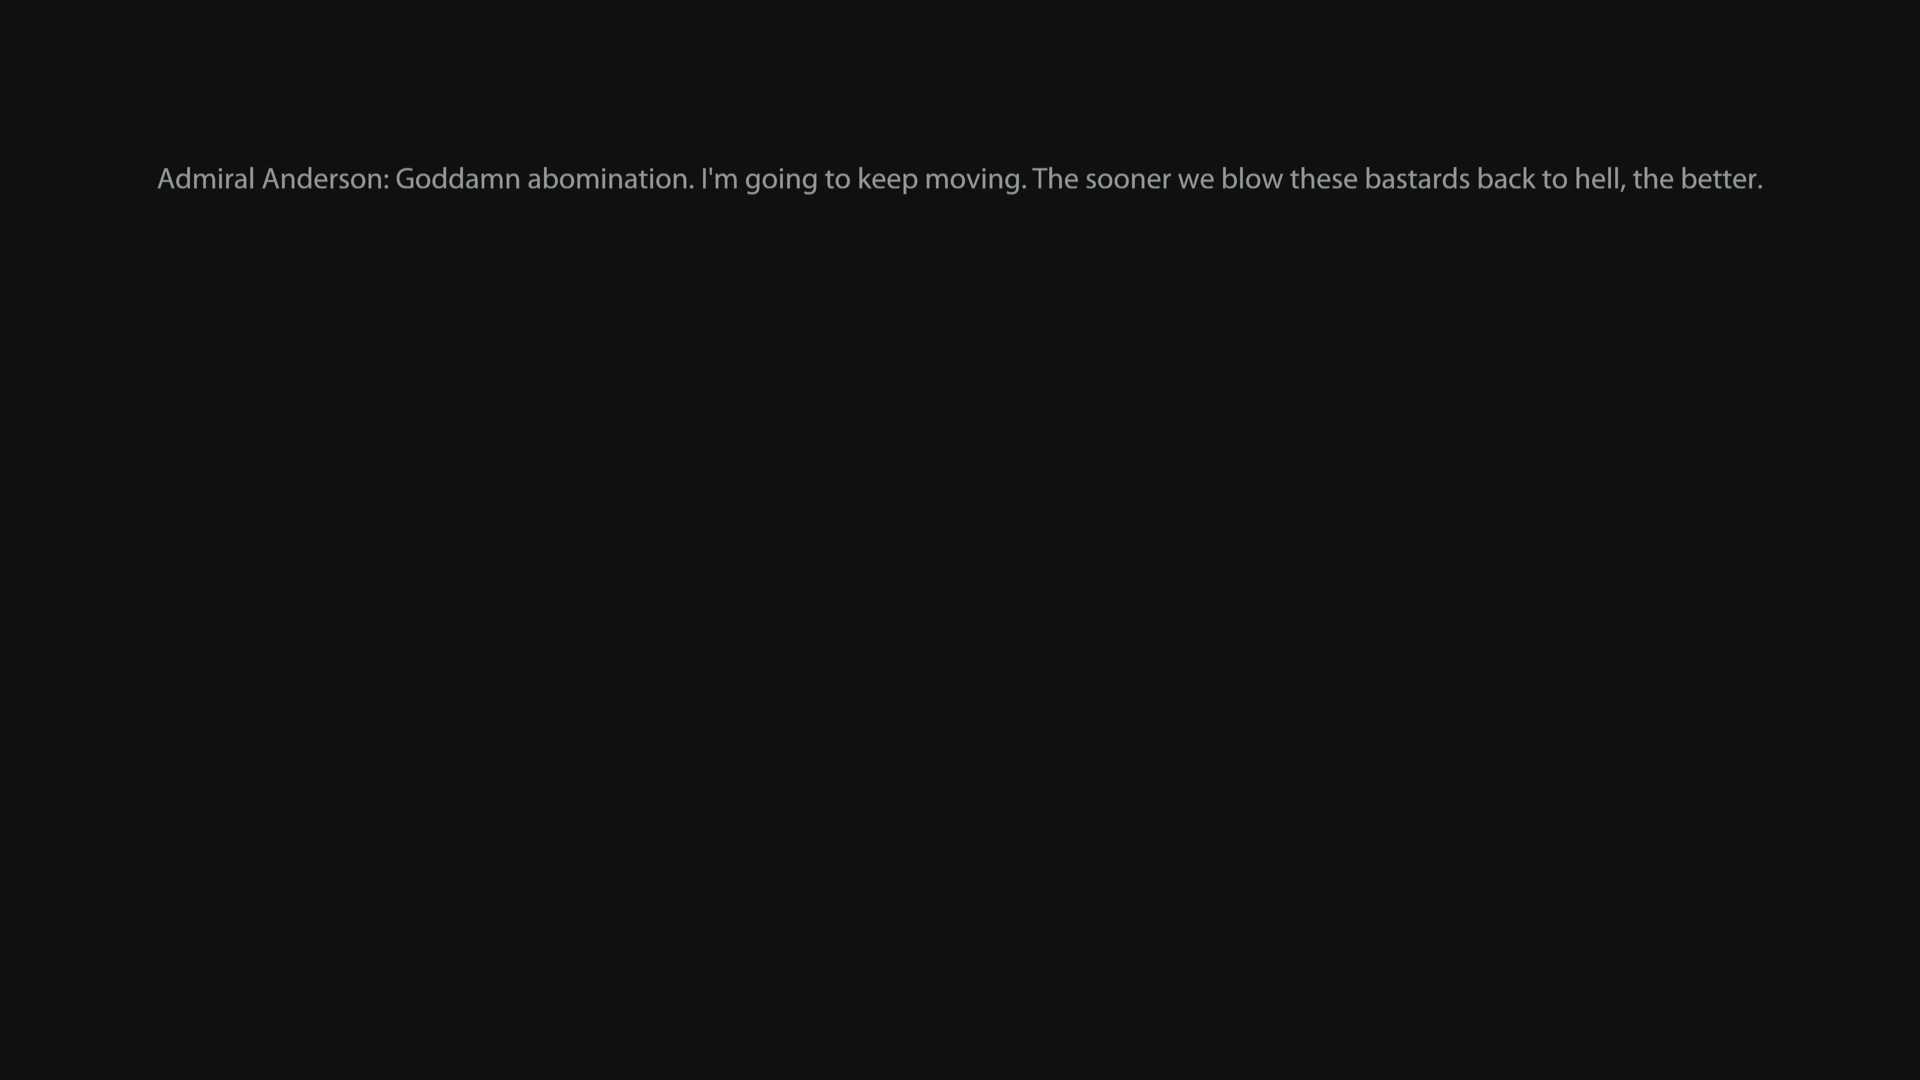 Admiral Anderson: Goddamn abomination. I'm going to keep moving. The sooner we blow these bastards back to hell, the better.